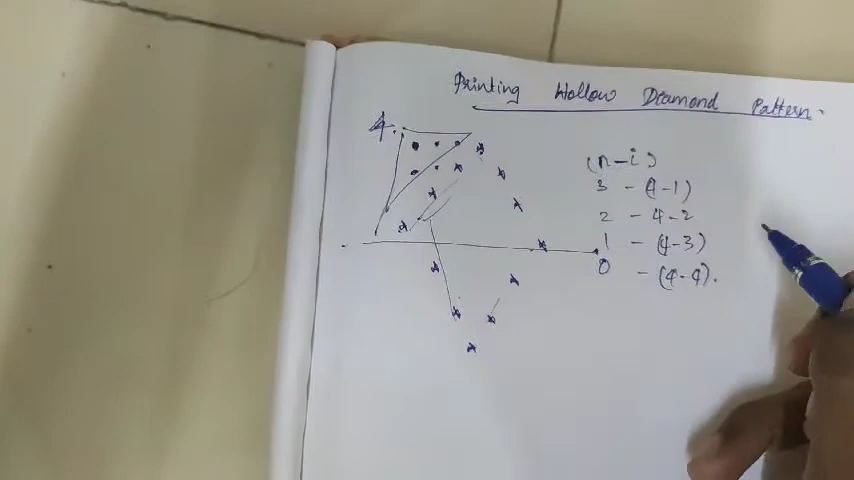 Printing Hollow Diamond Pattern.
4.
(n-i)
3 - (4-1)
2 - 4-2
1 - (4-3)
0 - (4-4).